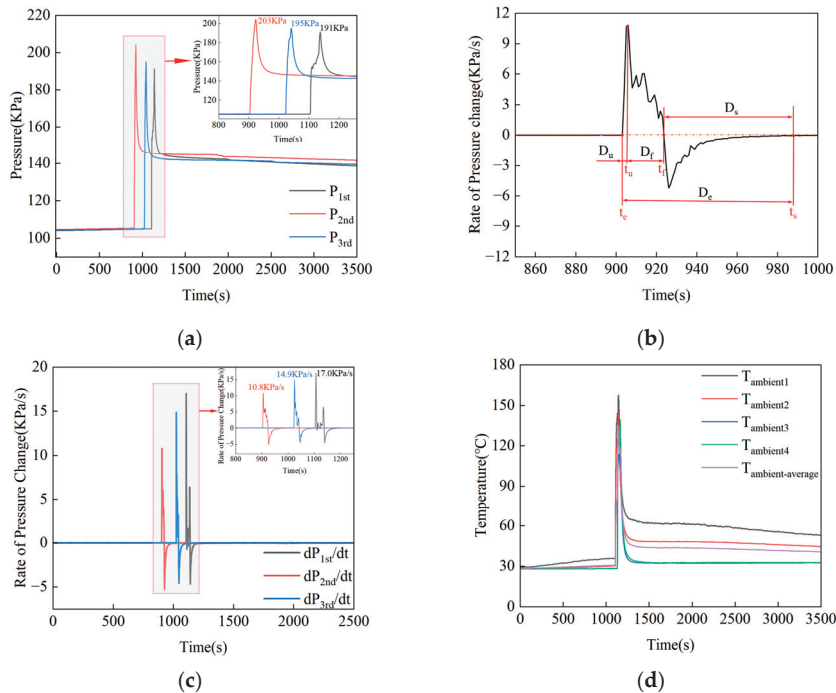 220
200
180
160
140
120
100
Pressure(KPa)
0 500 1000 1500 2000 2500 3000 3500
Time(s)
P1st
P2nd
P3rd
203KPa
195KPa
191KPa
200
180
160
140
120
Pressure(KPa)
800 900 1000 1100 1200
Time(s)
(a)
12
9
6
3
0
−3
−6
−9
−12
Rate of Pressure change(KPa/s)
Ds
Du
Df
tu
tf
De
te
ts
860 880 900 920 940 960 980 1000
Time(s)
(b)
20
15
10
5
0
−5
Rate of Pressure Change(KPa/s)
10.8KPa/s
14.9KPa/s
17.0KPa/s
15
10
5
0
−5
Rate of Pressure Change(KPa/s)
800 900 1000 1100 1200
Time(s)
dP1st/dt
dP2nd/dt
dP3rd/dt
0 500 1000 1500 2000 2500
Time(s)
(c)
180
150
120
90
60
30
0
Temperature(℃)
Tambient1
Tambient2
Tambient3
Tambient4
Tambient-average
0 500 1000 1500 2000 2500 3000 3500
Time(s)
(d)